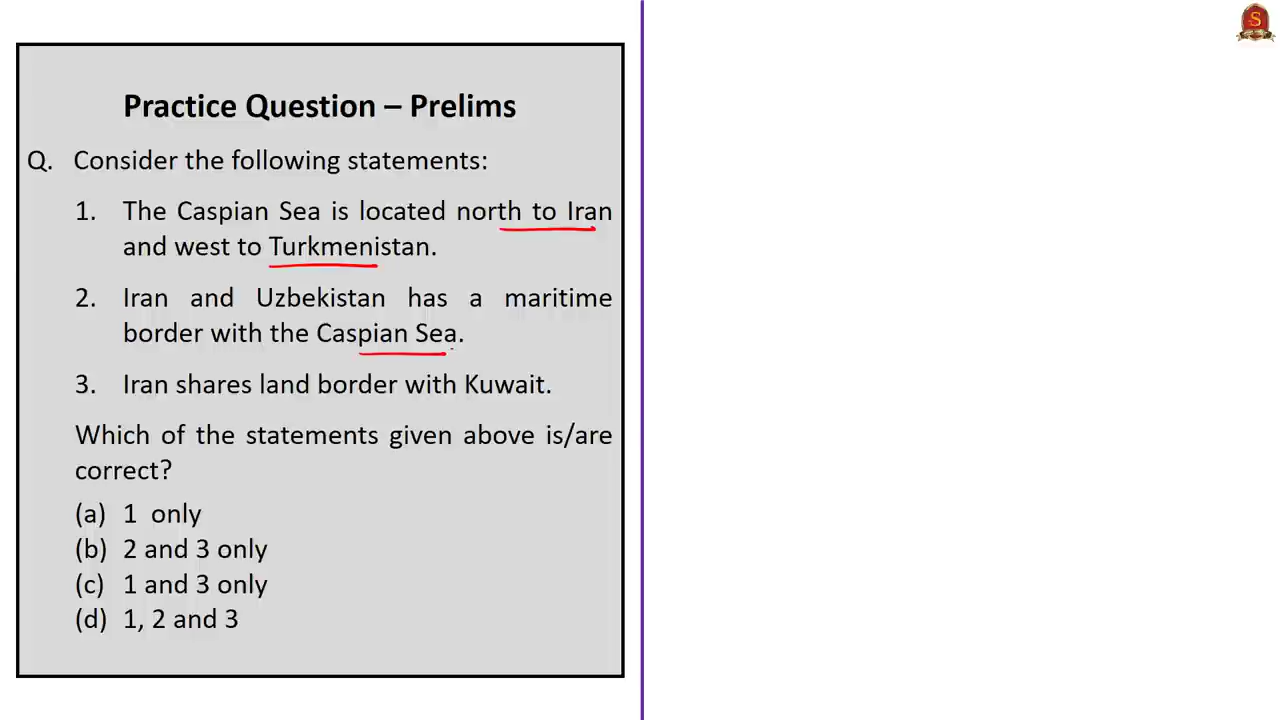 Practice Question – Prelims
Q. Consider the following statements:
1. The Caspian Sea is located north to Iran
and west to Turkmenistan.
2. Iran and Uzbekistan has a maritime
border with the Caspian Sea.
3. Iran shares land border with Kuwait.
Which of the statements given above is/are
correct?
(a) 1 only
(b) 2 and 3 only
(c) 1 and 3 only
(d) 1, 2 and 3
S